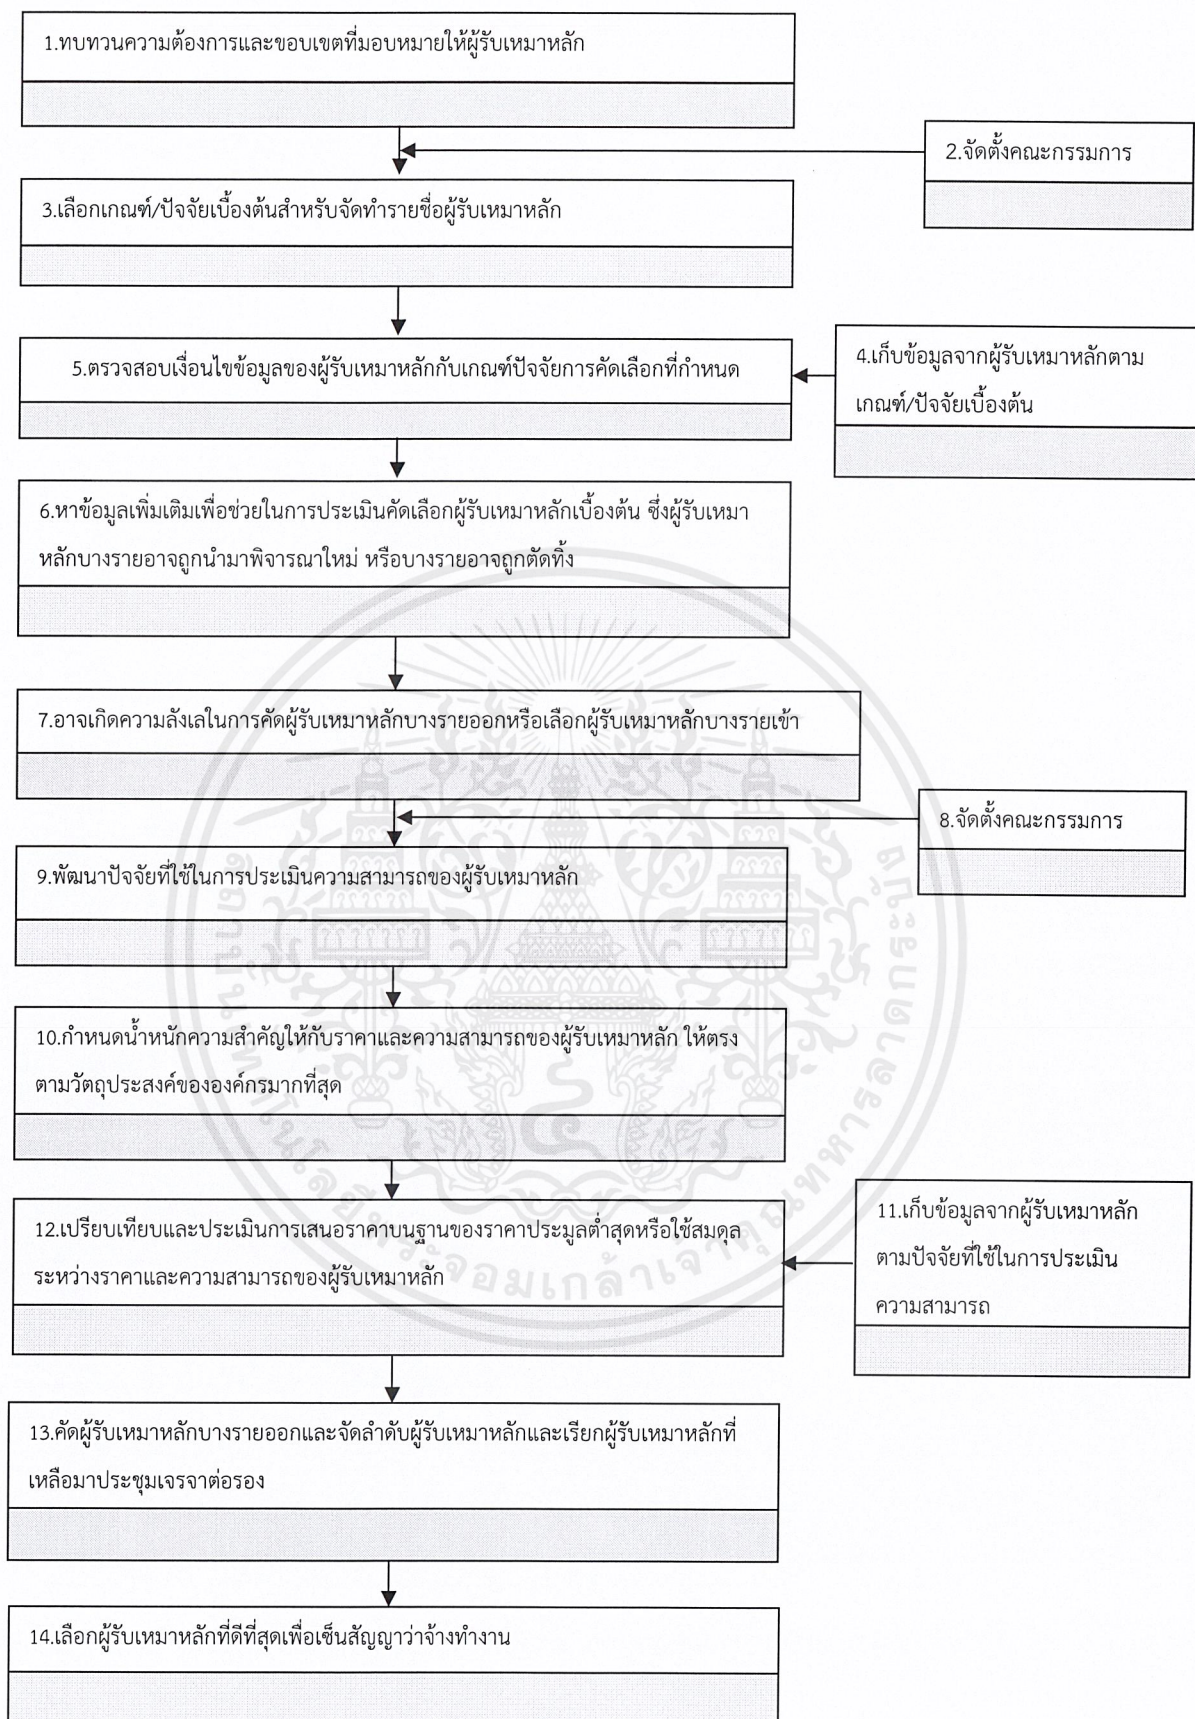 1.ทบทวนความต้องการและขอบเขตที่มอบหมายให้ผู้รับเหมาหลัก
2.จัดตั้งคณะกรรมการ
3.เลือกเกณฑ์/ปัจจัยเบื้องต้นสำหรับจัดทำรายชื่อผู้รับเหมาหลัก
4.เก็บข้อมูลจากผู้รับเหมาหลักตาม
เกณฑ์/ปัจจัยเบื้องต้น
5.ตรวจสอบเงื่อนไขข้อมูลของผู้รับเหมาหลักกับเกณฑ์ปัจจัยการคัดเลือกที่กำหนด
6.หาข้อมูลเพิ่มเติมเพื่อช่วยในการประเมินคัดเลือกผู้รับเหมาหลักเบื้องต้น ซึ่งผู้รับเหมา
หลักบางรายอาจถูกนำมาพิจารณาใหม่ หรือบางรายอาจถูกตัดทิ้ง
7.อาจเกิดความลังเลในการคัดผู้รับเหมาหลักบางรายออกหรือเลือกผู้รับเหมาหลักบางรายเข้า
8.จัดตั้งคณะกรรมการ
9.พัฒนาปัจจัยที่ใช้ในการประเมินความสามารถของผู้รับเหมาหลัก
10.กำหนดน้ำหนักความสำคัญให้กับราคาและความสามารถของผู้รับเหมาหลัก ให้ตรง
ตามวัตถุประสงค์ขององค์กรมากที่สุด
11.เก็บข้อมูลจากผู้รับเหมาหลัก
ตามปัจจัยที่ใช้ในการประเมิน
ความสามารถ
12.เปรียบเทียบและประเมินการเสนอราคาบนฐานของราคาประมูลต่ำสุดหรือใช้สมดุล
ระหว่างราคาและความสามารถของผู้รับเหมาหลัก
13.คัดผู้รับเหมาหลักบางรายออกและจัดลำดับผู้รับเหมาหลักและเรียกผู้รับเหมาหลักที่
เหลือมาประชุมเจรจาต่อรอง
14.เลือกผู้รับเหมาหลักที่ดีที่สุดเพื่อเซ็นสัญญาว่าจ้างทำงาน
สถาบันเทคโนโลยีพระจอมเกล้าเจ้าคุณทหารลาดกระบัง